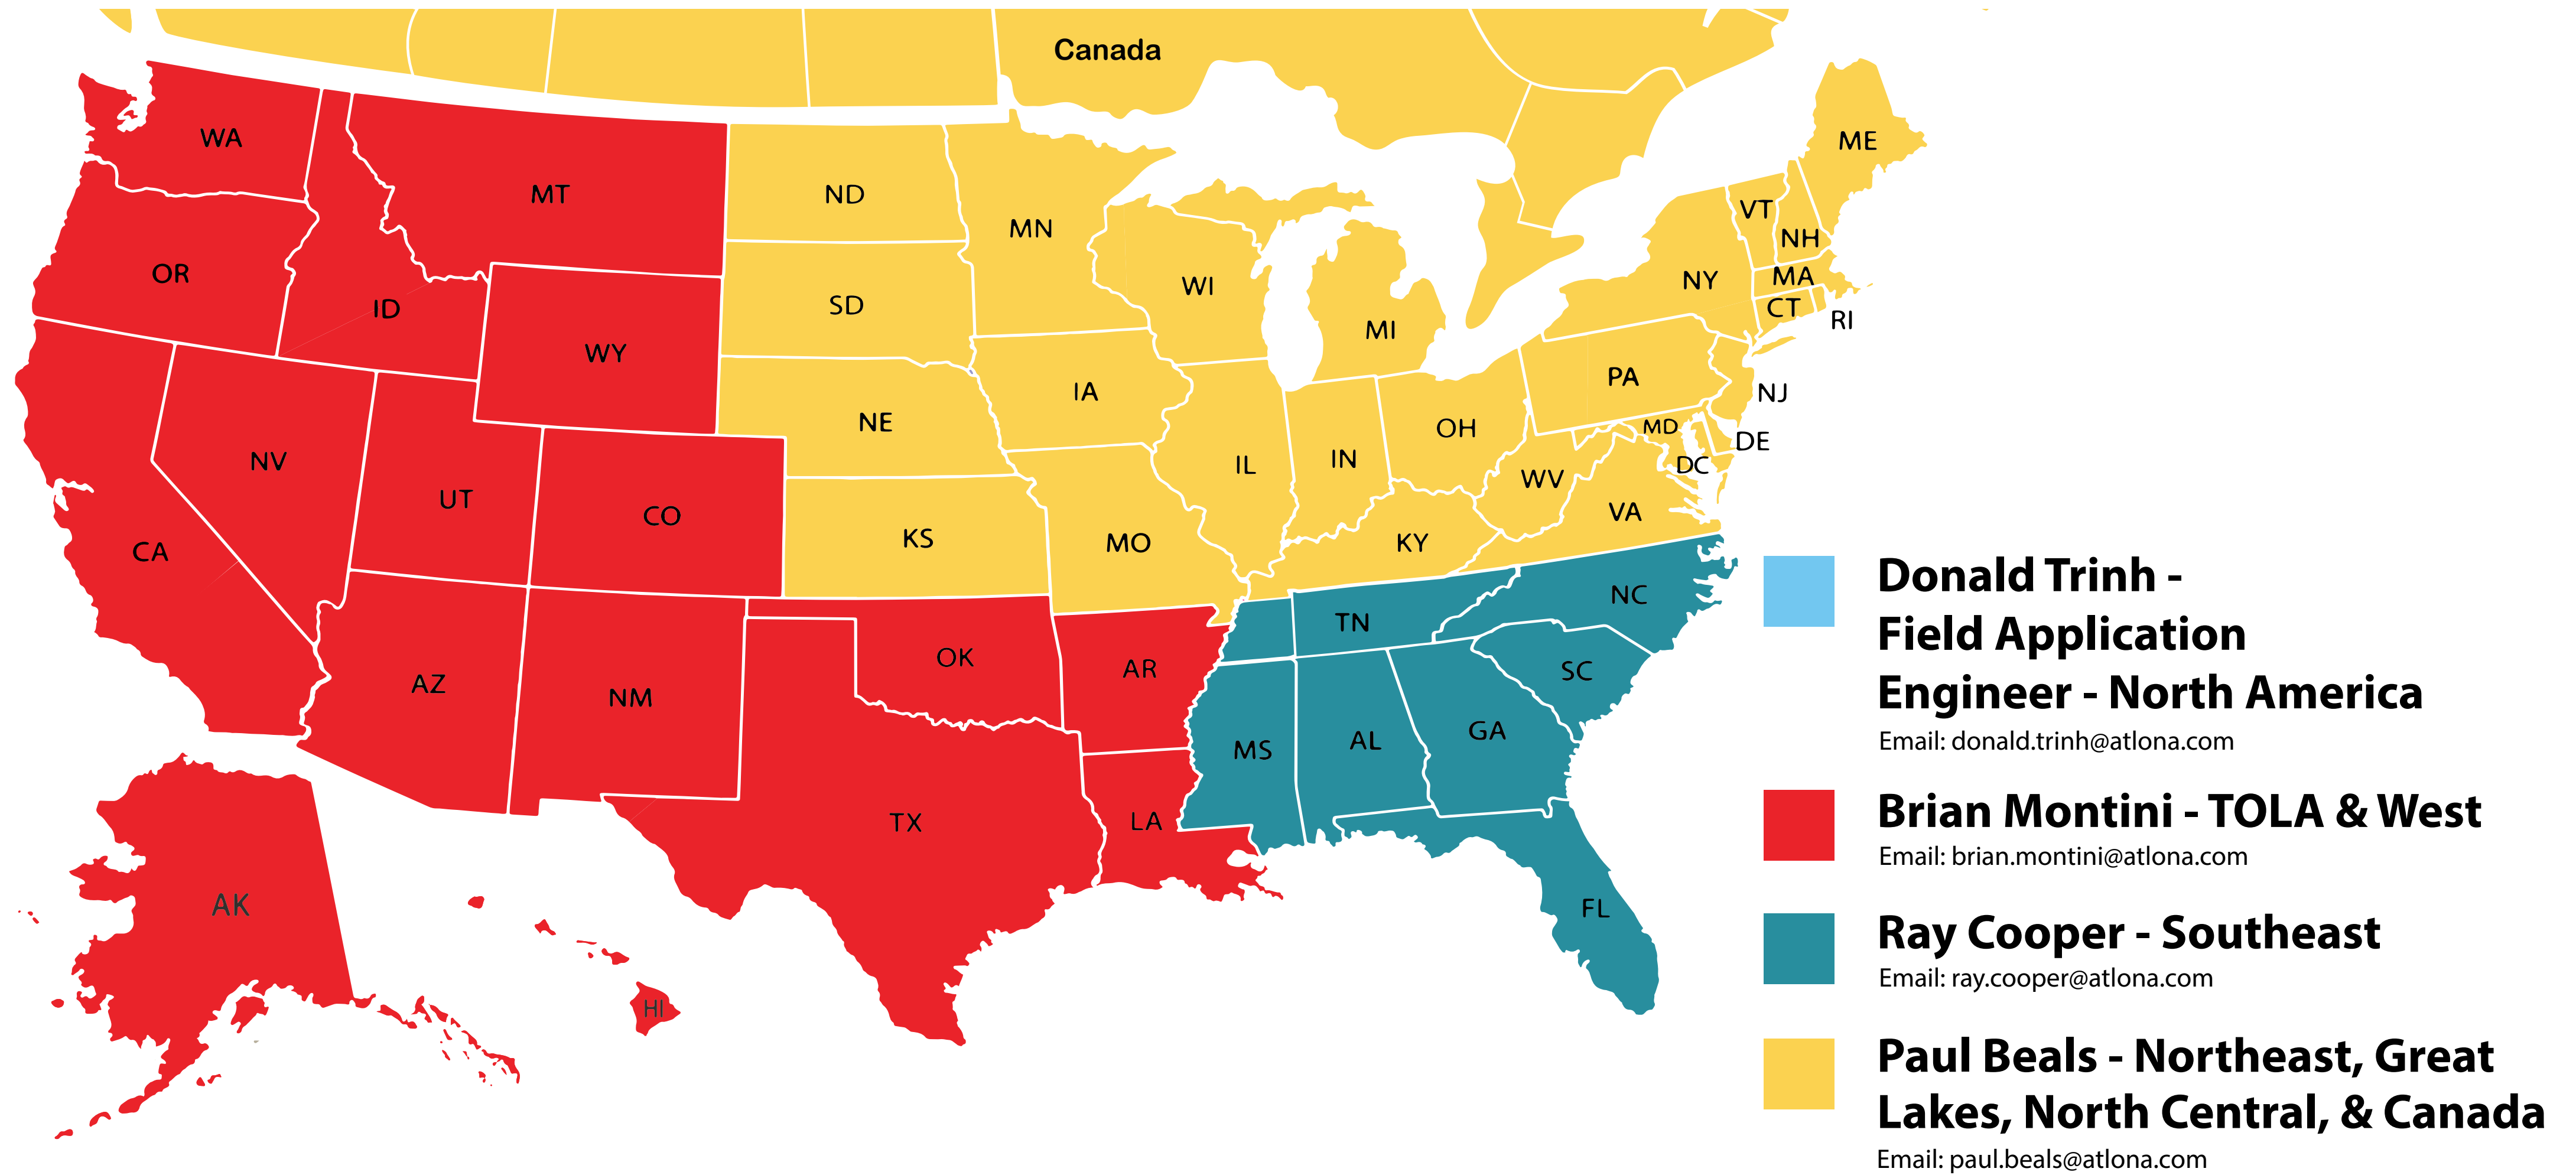 Canada
WA
ME
MT
ND
VT
MN
NH
OR
MA
NY
WI
SD
ID
CT
RI
MI
WY
PA
IA
NJ
NE
OH
MD
DE
NV
IN
IL
DC
WV
UT
VA
CO
KS
MO
KY
CA
NC
TN
OK
AR
SC
AZ
NM
GA
AL
MS
TX
LA
AK
FL
HI
Donald Trinh -
Field Application
Engineer - North America
Email: donald.trinh@atlona.com
Brian Montini - TOLA & West
Email: brian.montini@atlona.com
Ray Cooper - Southeast
Email: ray.cooper@atlona.com
Paul Beals - Northeast, Great
Lakes, North Central, & Canada
Email: paul.beals@atlona.com